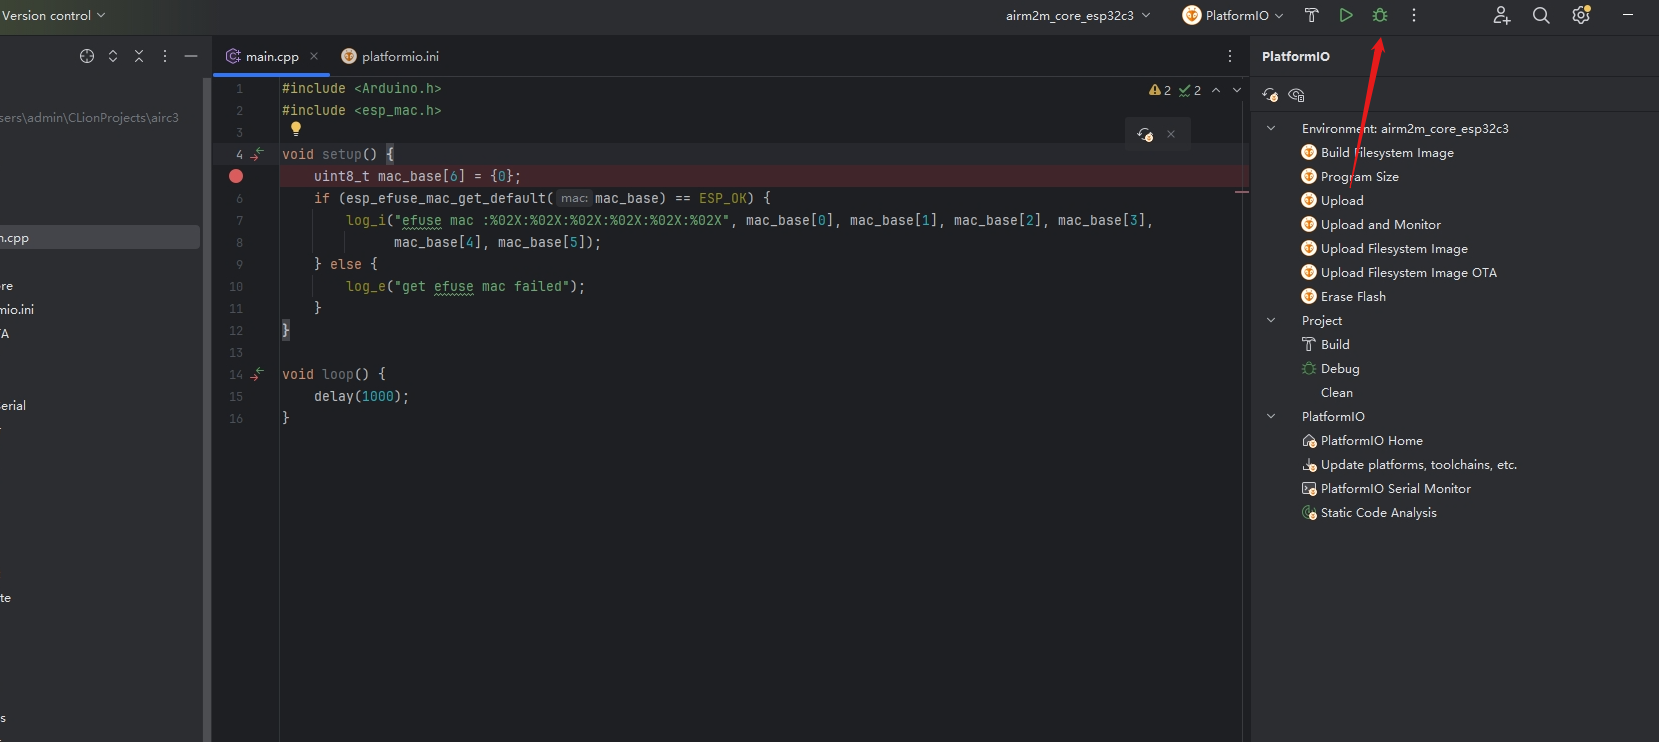 Version control
airm2m_core_esp32c3
PlatformIO
main.cpp
platformio.ini
PlatformIO
sers\admin\CLionProjects\airc3
n.cpp
re
mio.ini
TA
erial
te
s
1 #include <Arduino.h>
2 #include <esp_mac.h>
3
4 void setup() {
uint8_t mac_base[6] = {0};
6 if (esp_efuse_mac_get_default( mac: mac_base) == ESP_OK) {
7 log_i("efuse mac :%02X:%02X:%02X:%02X:%02X:%02X", mac_base[0], mac_base[1], mac_base[2], mac_base[3],
8 mac_base[4], mac_base[5]);
9 } else {
10 log_e("get efuse mac failed");
11 }
12 }
13
14 void loop() {
15 delay(1000);
16 }
2 2
Environment: airm2m_core_esp32c3
Build Filesystem Image
Program Size
Upload
Upload and Monitor
Upload Filesystem Image
Upload Filesystem Image OTA
Erase Flash
Project
Build
Debug
Clean
PlatformIO
PlatformIO Home
Update platforms, toolchains, etc.
PlatformIO Serial Monitor
Static Code Analysis